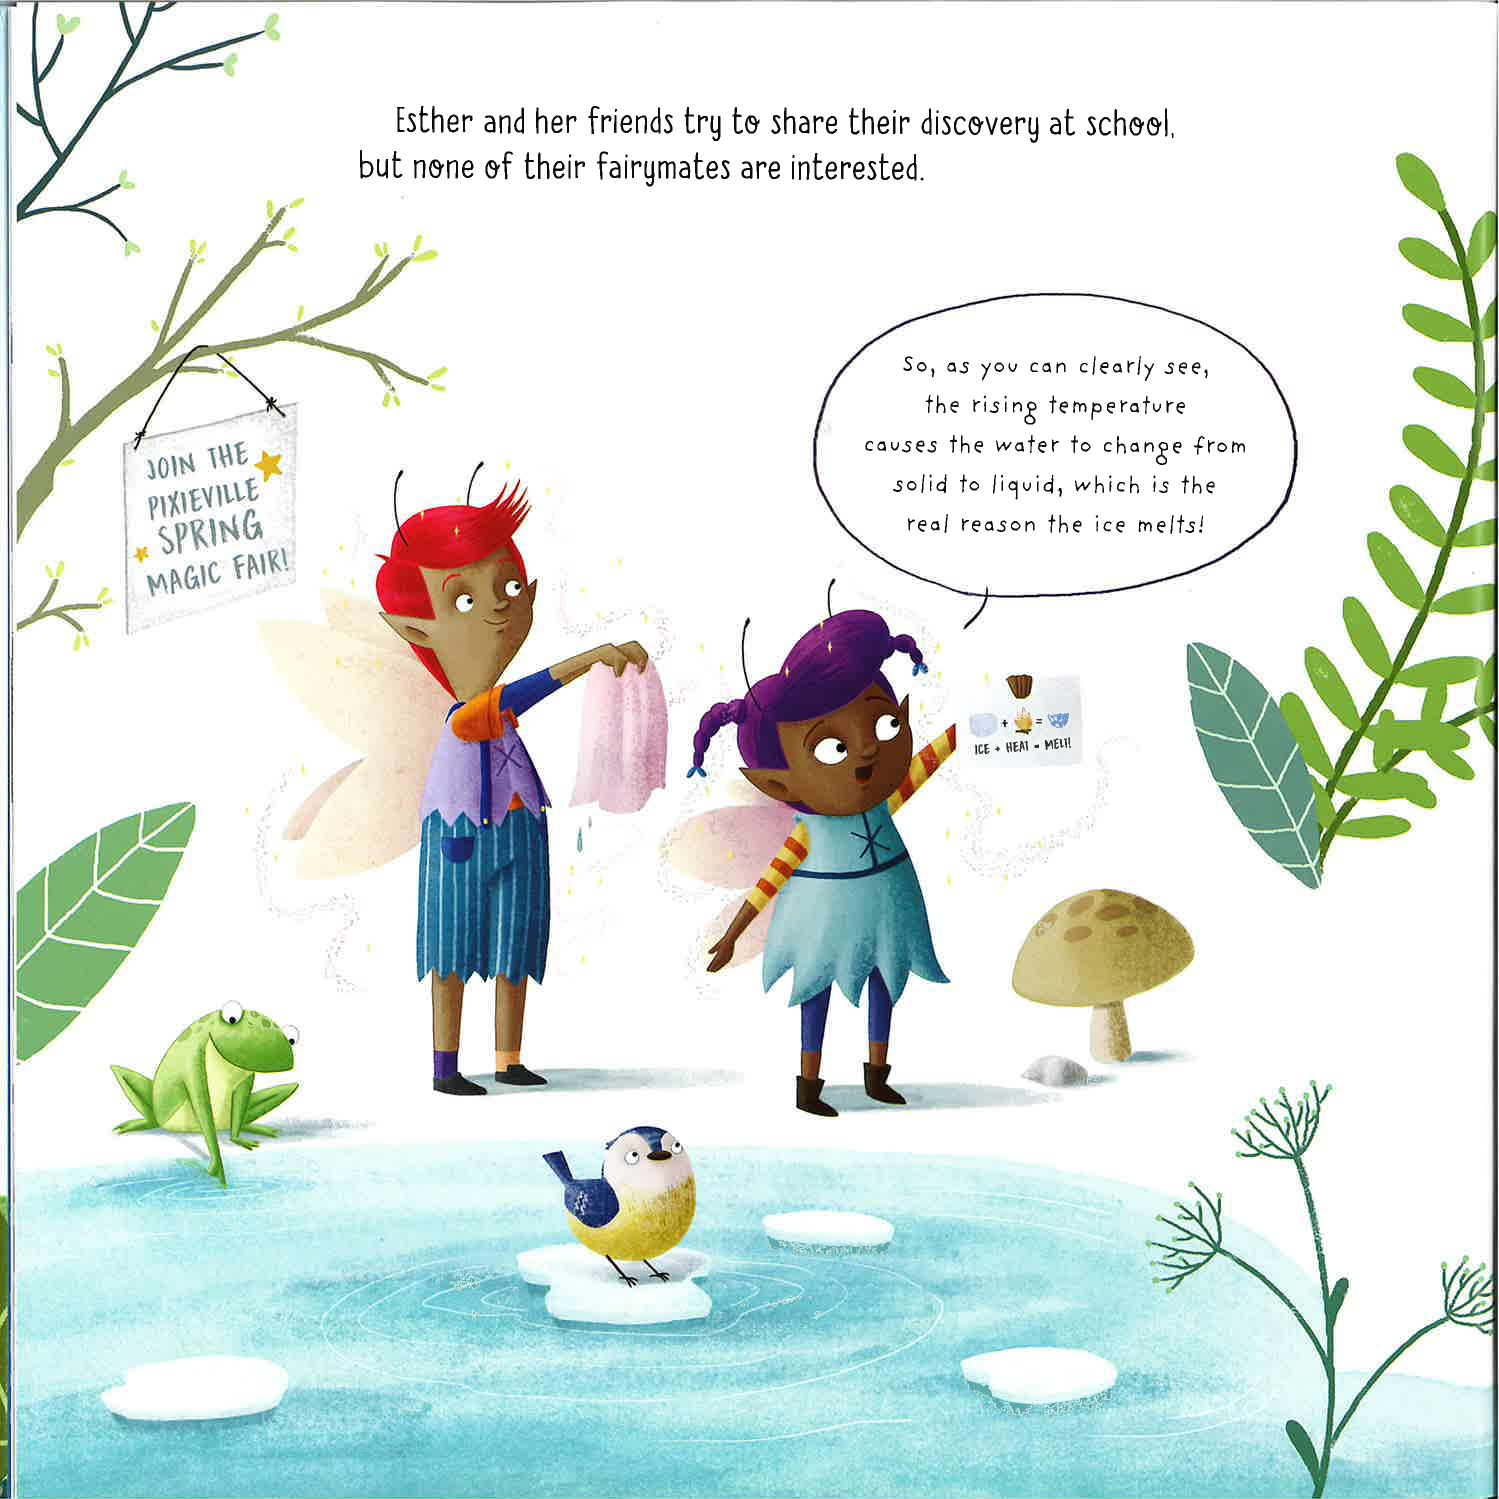 Esther and her friends try to share their discovery at school,
but none of their fairymates are interested.
So, as you can clearly see,
the rising temperature
causes the water to change from
solid to liquid, which is the
real reason the ice melts!
JOIN THE
PIXIEVILLE
SPRING
MAGIC FAIR!
+ =
ICE + HEAT = MELT!